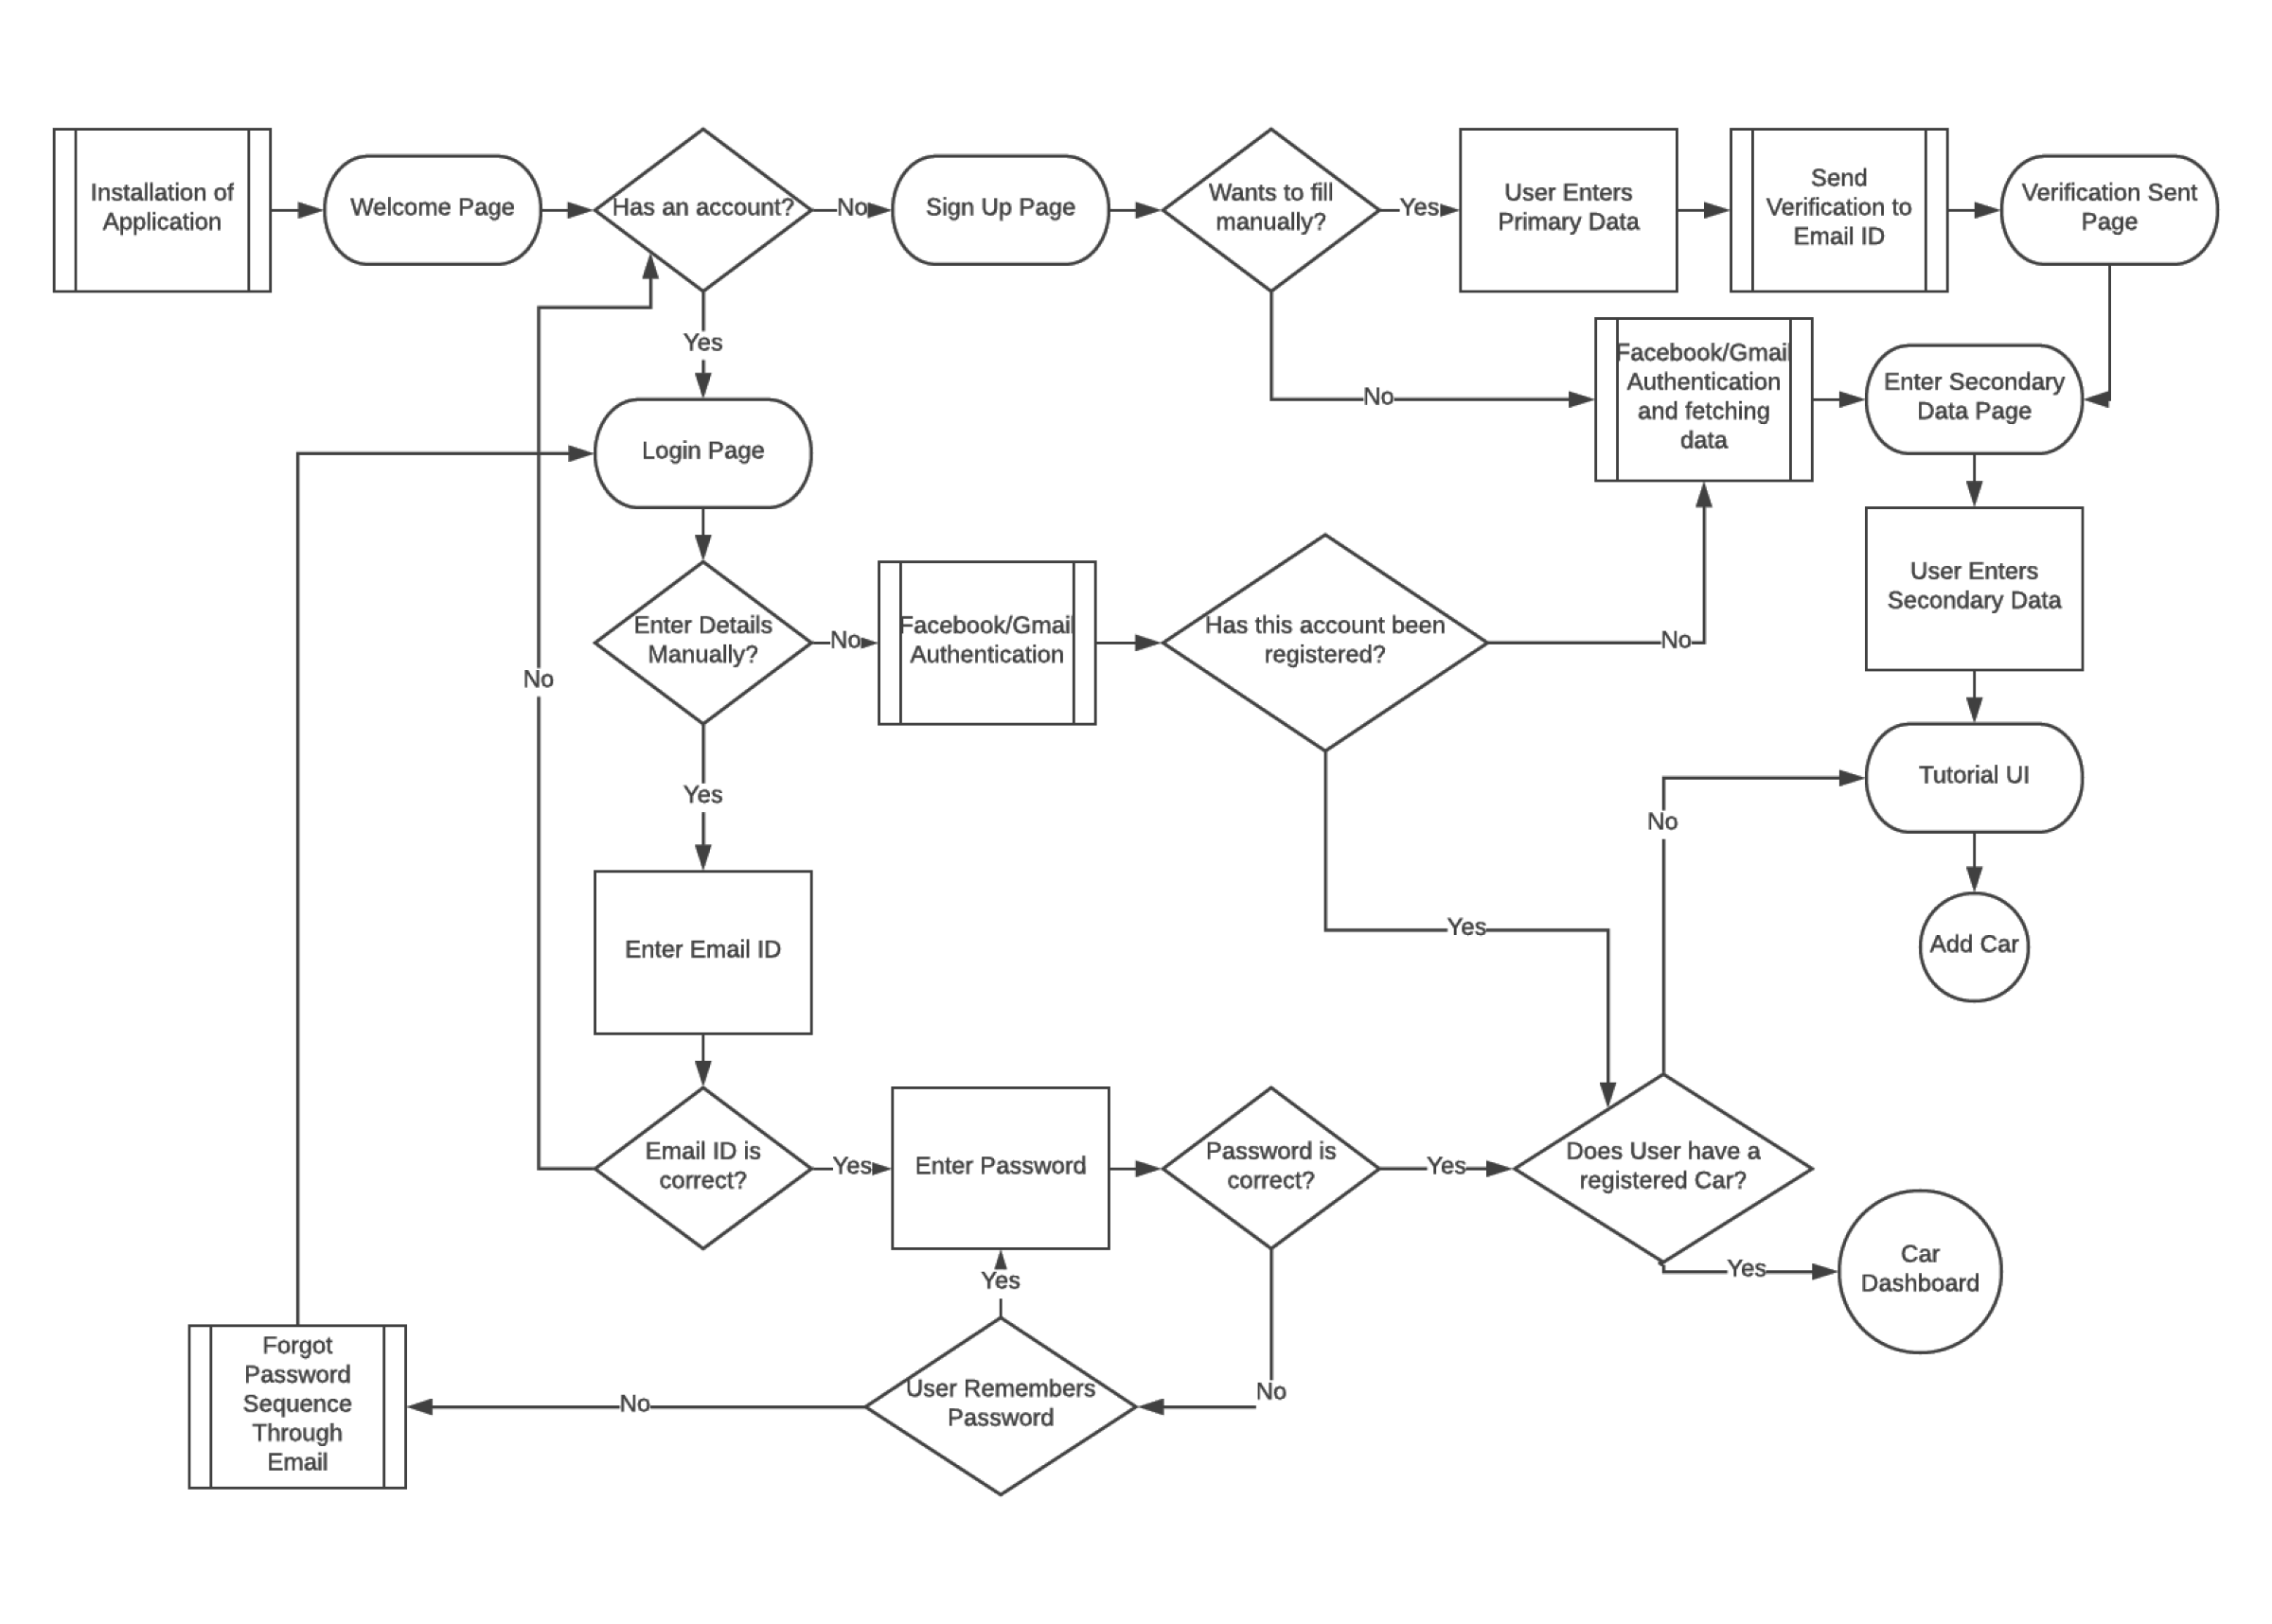 Installation of
Application
Welcome Page
Has an account?
No
Sign Up Page
Wants to fill
manually?
Yes
User Enters
Primary Data
Send
Verification to
Email ID
Verification Sent
Page
Yes
No
Facebook/Gmail
Authentication
and fetching
data
Enter Secondary
Data Page
Login Page
Enter Details
Manually?
No
Facebook/Gmail
Authentication
Has this account been
registered?
No
User Enters
Secondary Data
No
Yes
Tutorial UI
No
Add Car
Yes
Enter Email ID
Email ID is
correct?
Yes
Enter Password
Password is
correct?
Yes
Does User have a
registered Car?
Yes
Car
Dashboard
Yes
No
User Remembers
Password
No
Forgot
Password
Sequence
Through
Email